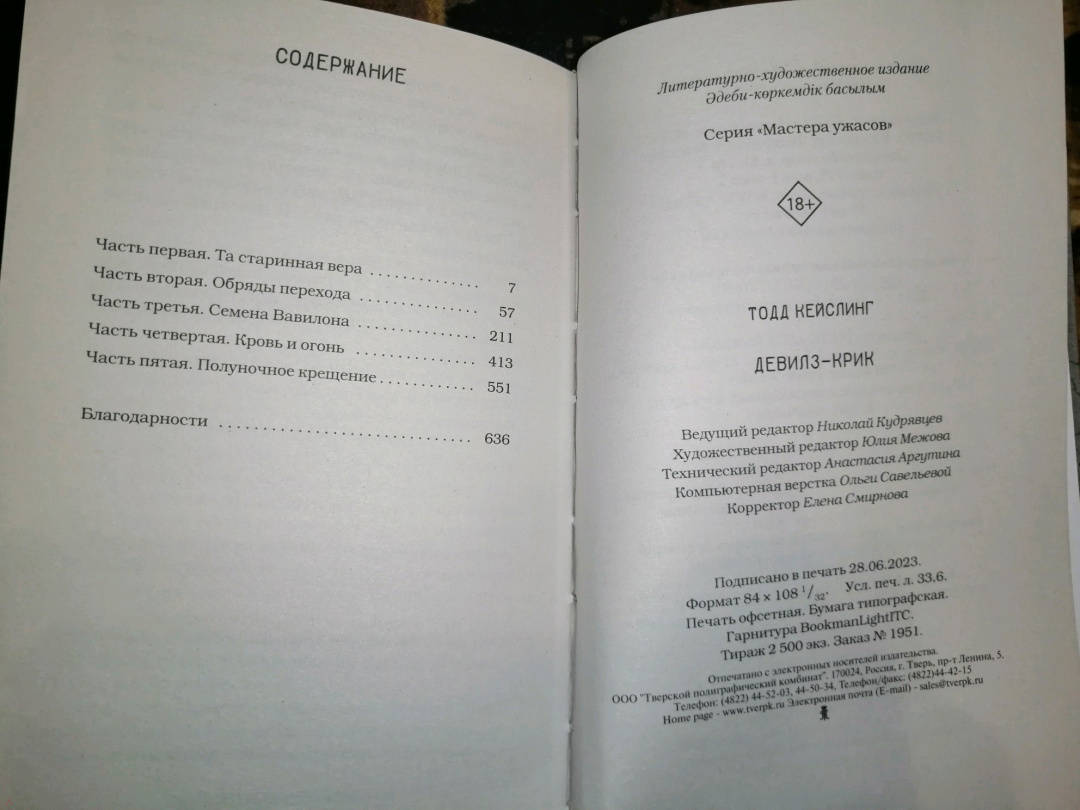 СОДЕРЖАНИЕ
Часть первая. Та старинная вера . . . . . . . . . . . . . . . 7
Часть вторая. Обряды перехода . . . . . . . . . . . . . . . . 57
Часть третья. Семена Вавилона . . . . . . . . . . . . . . . . 211
Часть четвертая. Кровь и огонь . . . . . . . . . . . . . . . . 413
Часть пятая. Полуночное крещение . . . . . . . . . . . . . 551
Благодарности . . . . . . . . . . . . . . . . . . . . . . . . . . . . . . . . . 636
Литературно-художественное издание
Әдеби-көркемдік басылым
Серия «Мастера ужасов»
18+
ТОДД КЕЙСЛИНГ
ДЕВИЛЗ-КРИК
Ведущий редактор Николай Кудрявцев
Художественный редактор Юлия Межова
Технический редактор Анастасия Аргутина
Компьютерная верстка Ольги Савельевой
Корректор Елена Смирнова
Подписано в печать 28.06.2023.
Формат 84 × 108 1/32. Усл. печ. л. 33,6.
Печать офсетная. Бумага типографская.
Гарнитура BookmanLightITC.
Тираж 2 500 экз. Заказ № 1951.
Отпечатано с электронных носителей издательства.
ООО "Тверской полиграфический комбинат". 170024, Россия, г. Тверь, пр-т Ленина, 5.
Телефон: (4822) 44-52-03, 44-50-34, Телефон/факс: (4822)44-42-15
Home page - www.tverpk.ru Электронная почта (E-mail) - sales@tverpk.ru